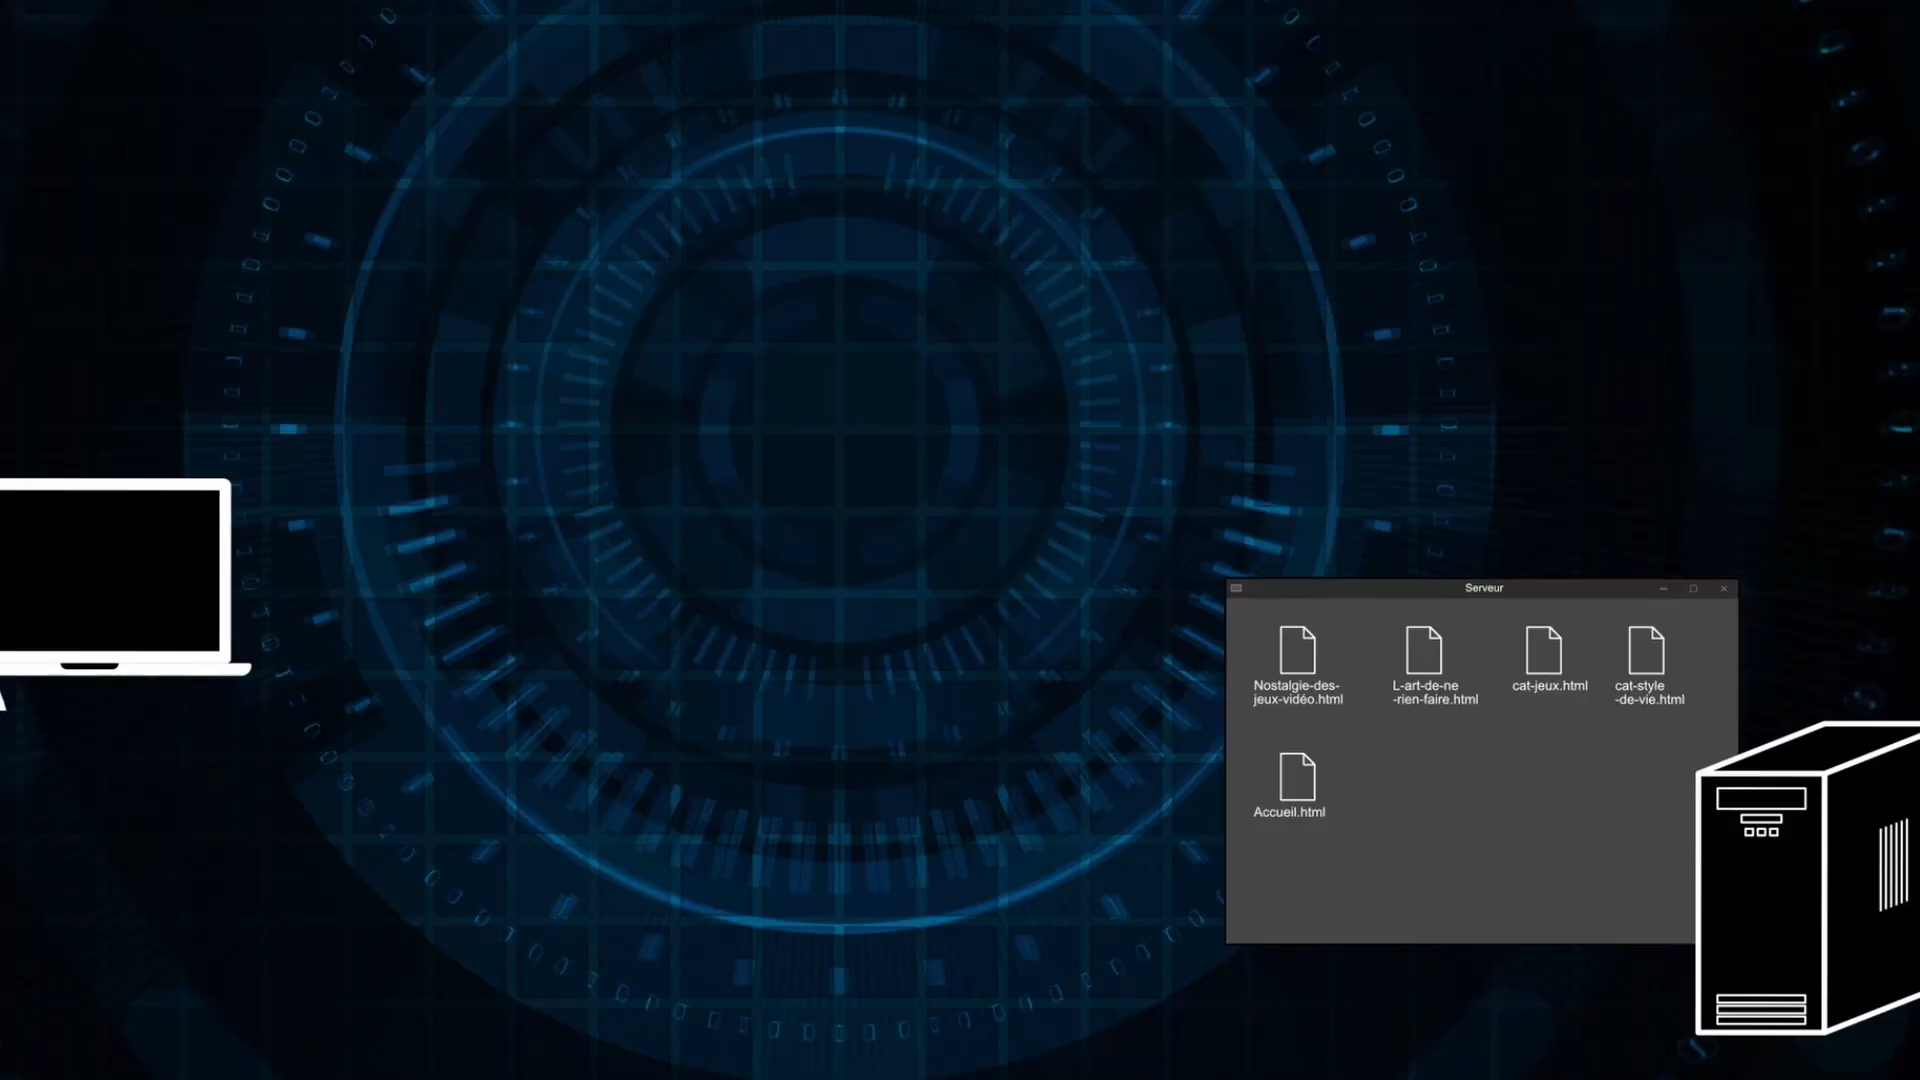 Serveur
Nostalgie-des-
jeux-vidéo.html
L-art-de-ne
-rien-faire.html
cat-jeux.html
cat-style
-de-vie.html
Accueil.html